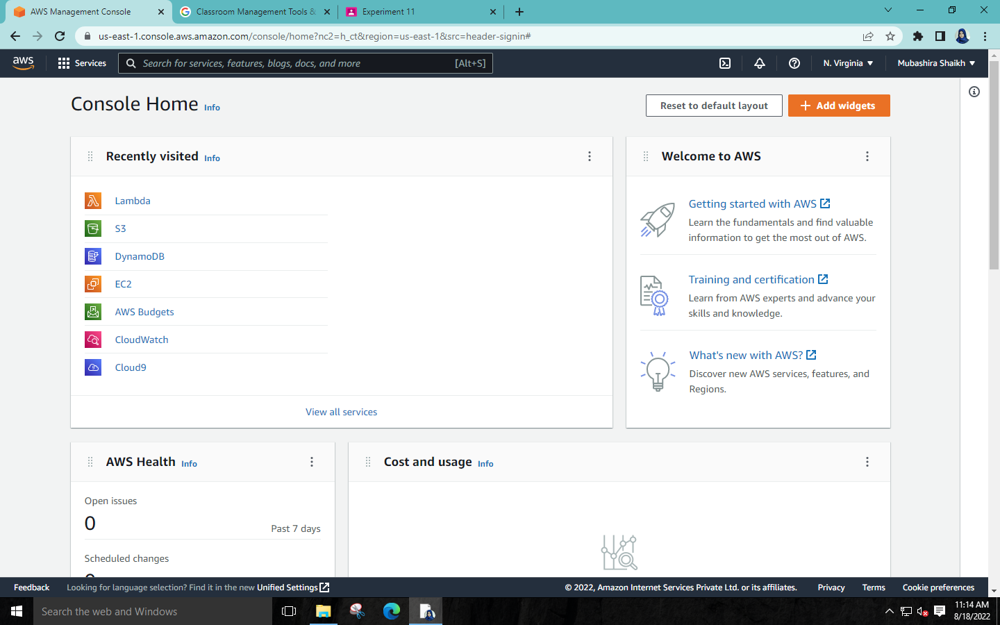 AWS Management Console
Classroom Management Tools &
Experiment 11
us-east-1.console.aws.amazon.com/console/home?nc2=h_ct&region=us-east-1&src=header-signin#
aws
Services
Search for services, features, blogs, docs, and more
[Alt+S]
N. Virginia
Mubashira Shaikh
Console Home Info
Reset to default layout
Add widgets
Recently visited Info
Lambda
S3
DynamoDB
EC2
AWS Budgets
CloudWatch
Cloud9
View all services
Welcome to AWS
Getting started with AWS
Learn the fundamentals and find valuable
information to get the most out of AWS.
Training and certification
Learn from AWS experts and advance your
skills and knowledge.
What's new with AWS?
Discover new AWS services, features, and
Regions.
AWS Health Info
Open issues
0
Past 7 days
Scheduled changes
Cost and usage Info
Feedback
Looking for language selection? Find it in the new Unified Settings
© 2022, Amazon Internet Services Private Ltd. or its affiliates.
Privacy
Terms
Cookie preferences
Search the web and Windows
11:14 AM
8/18/2022